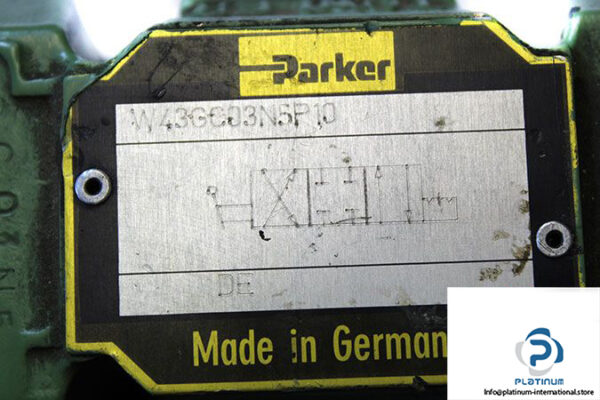 Parker
W43GC03N5P10
DE
Made in German
PLATINUM
Info@platinum-international.store